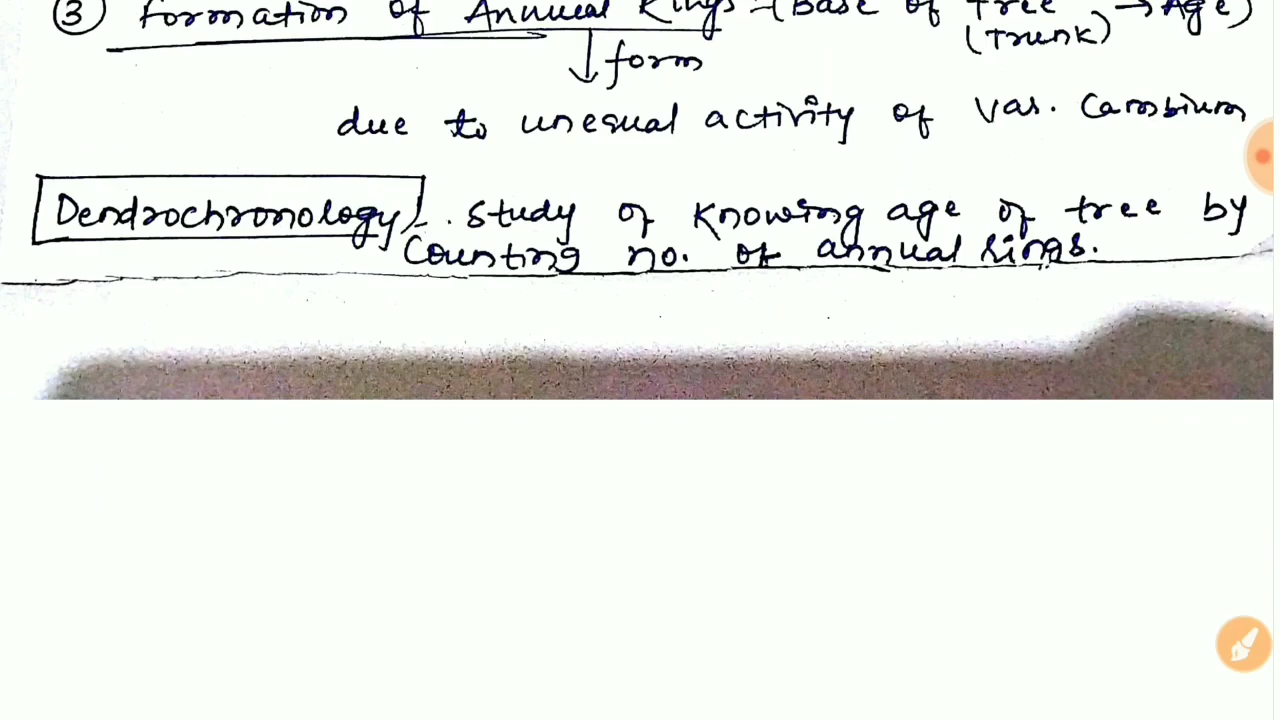 ③ Formation of Annual Rings :- (Base of Tree → Age)
(Trunk)
↓ form
due to unequal activity of Vas. Cambium
Dendrochronology :- Study of knowing age of tree by
Counting no. of annual rings.